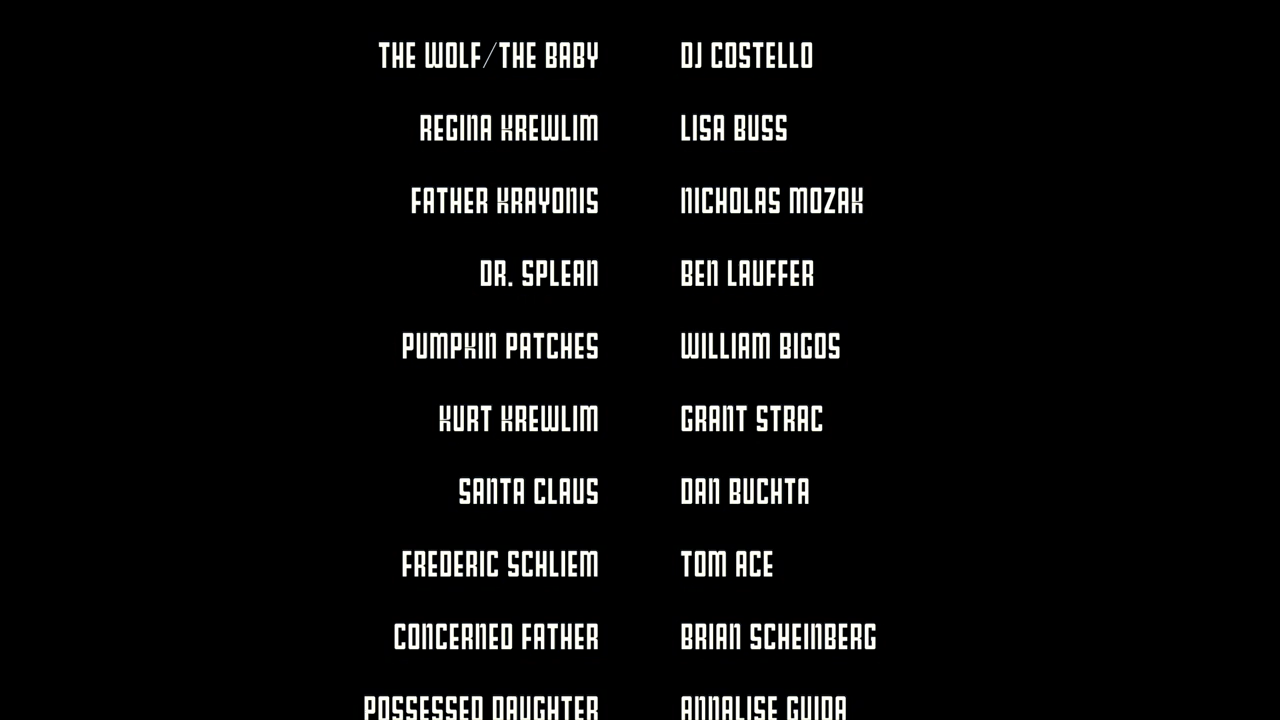 THE WOLF/THE BABY DJ COSTELLO
REGINA KREWLIM LISA BUSS
FATHER KRAYONIS NICHOLAS MOZAK
DR. SPLEAN BEN LAUFFER
PUMPKIN PATCHES WILLIAM BIGOS
KURT KREWLIM GRANT STRAC
SANTA CLAUS DAN BUCHTA
FREDERIC SCHLIEM TOM ACE
CONCERNED FATHER BRIAN SCHEINBERG
POSSESSED DAUGHTER ANNALISE GUIDA